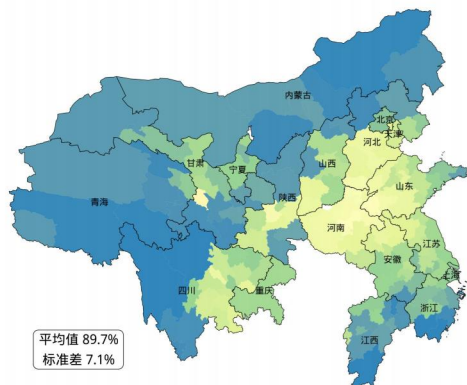 内蒙古
北京
天津
河北
甘肃
宁夏
山西
山东
青海
陕西
河南
江苏
安徽
上海
四川
重庆
浙江
江西
平均值 89.7%
标准差 7.1%